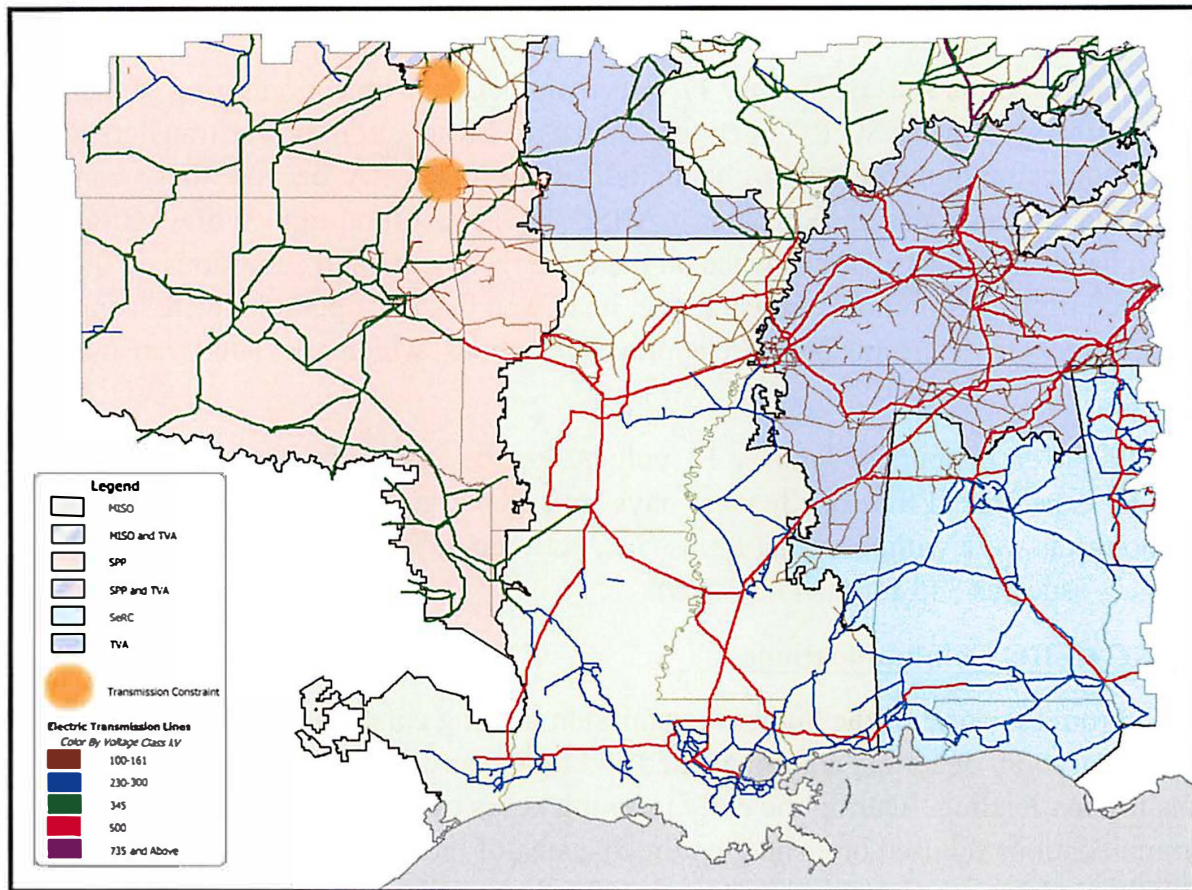 Legend
MISO
MISO and TVA
SPP
SPP and TVA
SeRC
TVA
Transmission Constraint
Electric Transmission Lines
Color By Voltage Class kV
100-161
230-300
345
500
735 and Above